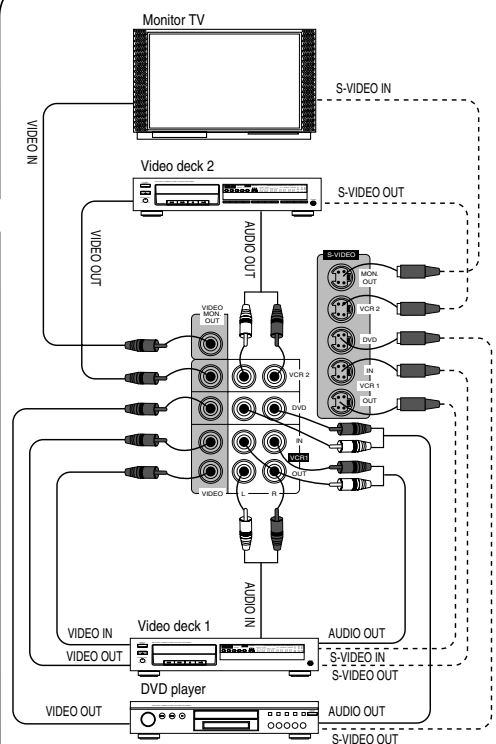 Monitor TV
S-VIDEO IN
VIDEO IN
Video deck 2
S-VIDEO OUT
VIDEO OUT
AUDIO OUT
S-VIDEO
MON.
OUT
VCR 2
DVD
IN
VCR 1
OUT
VIDEO
MON.
OUT
VCR 2
DVD
IN
VCR1
OUT
VIDEO
L
R
AUDIO IN
Video deck 1
VIDEO IN
AUDIO OUT
VIDEO OUT
S-VIDEO IN
S-VIDEO OUT
DVD player
VIDEO OUT
AUDIO OUT
S-VIDEO OUT